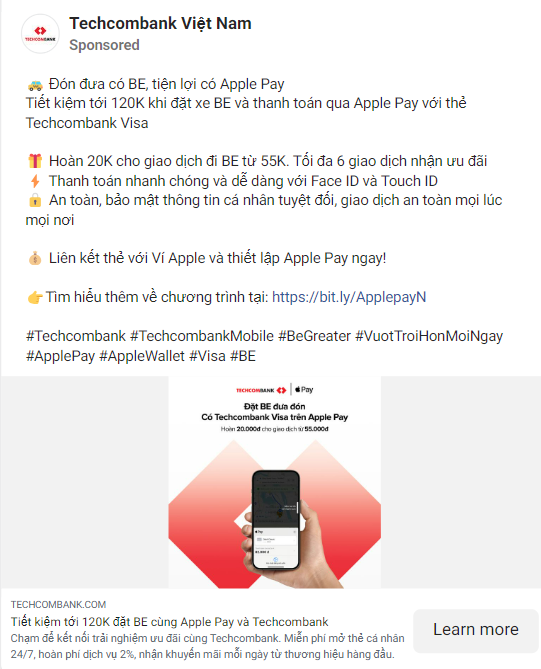 Techcombank Việt Nam
TECHCOMBANK
Sponsored
Đón đưa có BE, tiện lợi có Apple Pay
Tiết kiệm tới 120K khi đặt xe BE và thanh toán qua Apple Pay với thẻ
Techcombank Visa
Hoàn 20K cho giao dịch đi BE từ 55K. Tối đa 6 giao dịch nhận ưu đãi
Thanh toán nhanh chóng và dễ dàng với Face ID và Touch ID
An toàn, bảo mật thông tin cá nhân tuyệt đối, giao dịch an toàn mọi lúc
mọi nơi
Liên kết thẻ với Ví Apple và thiết lập Apple Pay ngay!
Tìm hiểu thêm về chương trình tại: https://bit.ly/ApplepayN
#Techcombank #TechcombankMobile #BeGreater #VuotTroiHonMoiNgay
#ApplePay #AppleWallet #Visa #BE
TECHCOMBANK | Pay
Đặt BE đưa đón
Có Techcombank Visa trên Apple Pay
Hoàn 20.000đ cho giao dịch từ 55.000đ
Pay
TECHCOMBANK.COM
Tiết kiệm tới 120K đặt BE cùng Apple Pay và Techcombank
Chạm để kết nối trải nghiệm ưu đãi cùng Techcombank. Miễn phí mở thẻ cá nhân
24/7, hoàn phí dịch vụ 2%, nhận khuyến mãi mỗi ngày từ thương hiệu hàng đầu.
Learn more